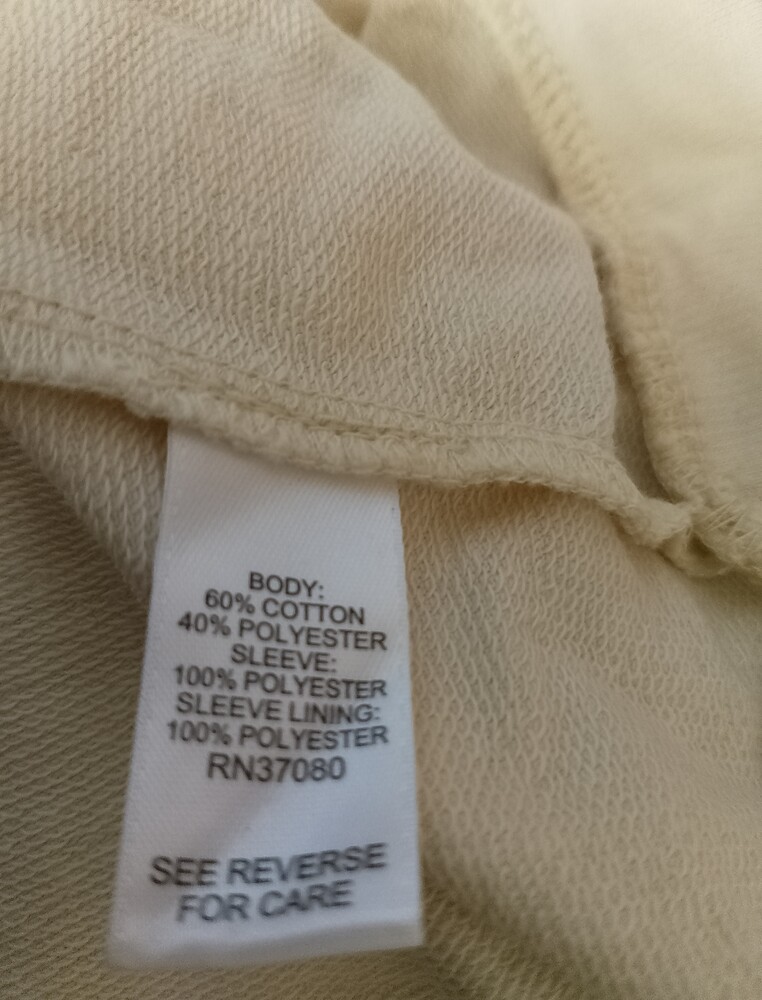 BODY:
60% COTTON
40% POLYESTER
SLEEVE:
100% POLYESTER
SLEEVE LINING:
100% POLYESTER
RN37080
SEE REVERSE
FOR CARE